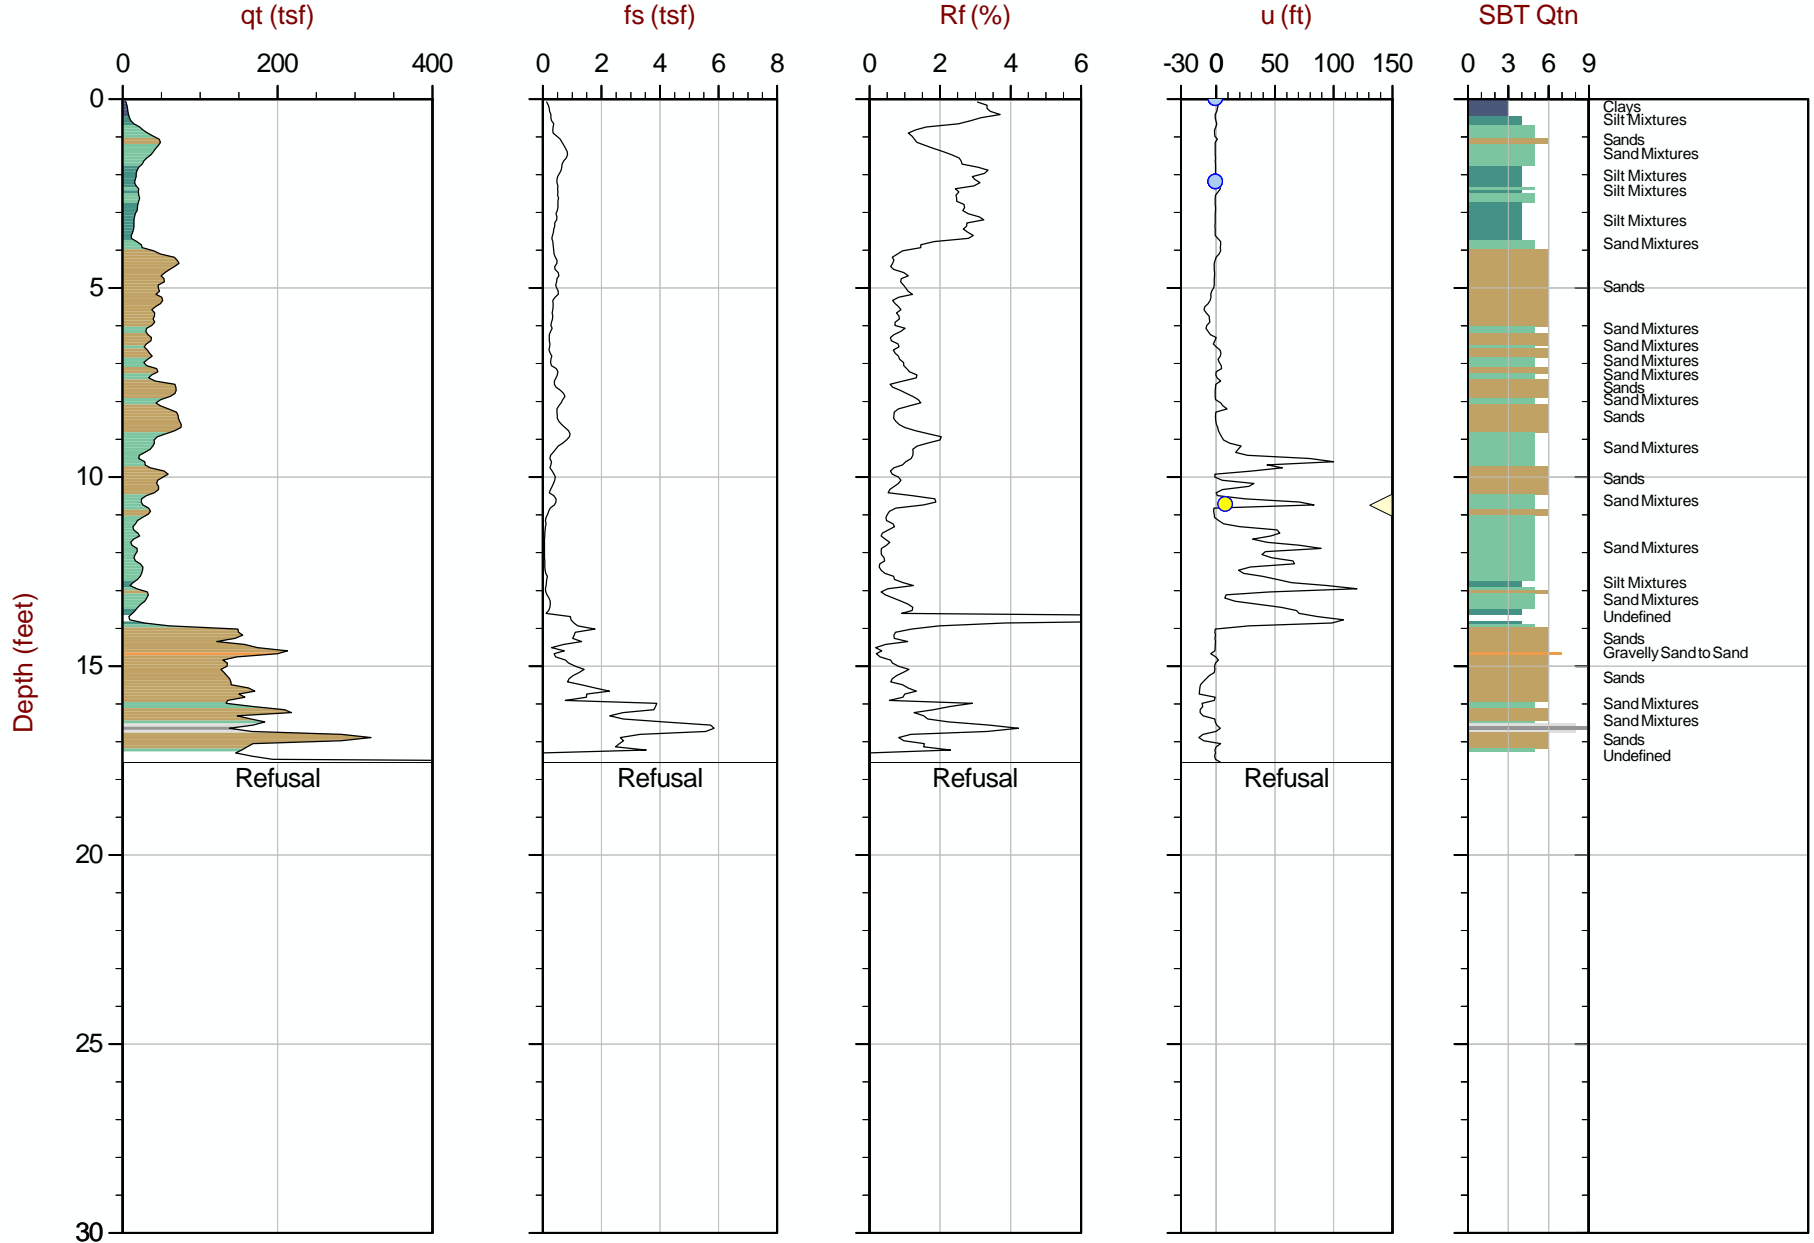 qt (tsf) fs (tsf) Rf (%) u (ft) SBT Qtn
0 200 400 0 2 4 6 8 0 2 4 6 -30 0 50 100 150 0 3 6 9
0
5
10
15
20
25
30
Depth (feet)
Clays
Silt Mixtures
Sands
Sand Mixtures
Silt Mixtures
Silt Mixtures
Silt Mixtures
Sand Mixtures
Sands
Sand Mixtures
Sand Mixtures
Sand Mixtures
Sand Mixtures
Sands
Sand Mixtures
Sands
Sand Mixtures
Sands
Sand Mixtures
Sand Mixtures
Silt Mixtures
Sand Mixtures
Undefined
Sands
Gravelly Sand to Sand
Sands
Sand Mixtures
Sand Mixtures
Sands
Undefined
Refusal Refusal Refusal Refusal